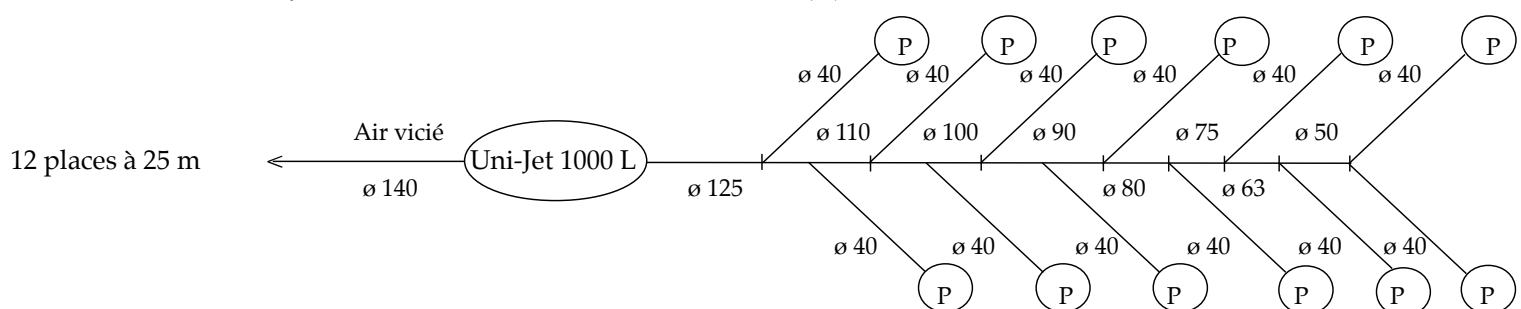 P P P P P P
ø 40 ø 40 ø 40 ø 40 ø 40 ø 40
Air vicié ø 110 ø 100 ø 90 ø 75 ø 50
12 places à 25 m Uni-Jet 1000 L
ø 140 ø 125 ø 80 ø 63
ø 40 ø 40 ø 40 ø 40 ø 40 ø 40
P P P P P P